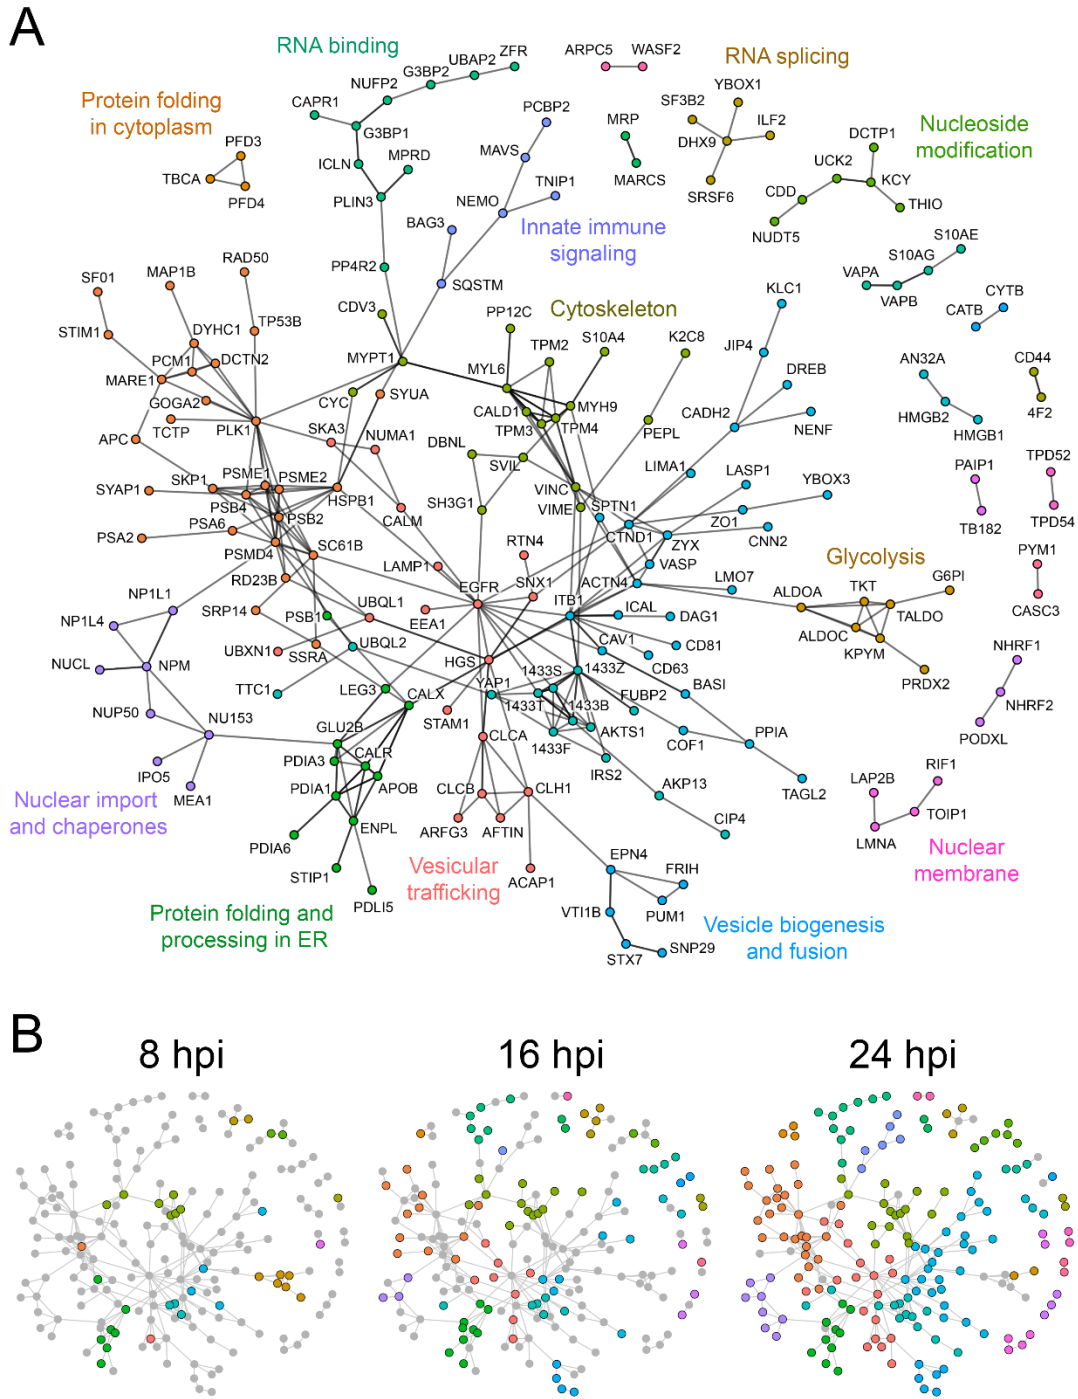 A
RNA binding
ZFR
UBAP2
G3BP2
NUFP2
CAPR1
G3BP1
ICLN
MPRD
PLIN3
PP4R2
ARPC5
WASF2
RNA splicing
YBOX1
SF3B2
ILF2
DHX9
SRSF6
Protein folding
in cytoplasm
PFD3
TBCA
PFD4
PCBP2
MAVS
TNIP1
NEMO
BAG3
SQSTM
Innate immune
signaling
MRP
MARCS
Nucleoside
modification
DCTP1
UCK2
KCY
CDD
THIO
NUDT5
S10AE
S10AG
VAPA
VAPB
CYTB
CATB
SF01
MAP1B
RAD50
STIM1
DYHC1
TP53B
PCM1
DCTN2
MARE1
GOGA2
TCTP
PLK1
APC
CDV3
MYPT1
CYC
SYUA
SKA3
NUMA1
Cytoskeleton
PP12C
TPM2
S10A4
K2C8
MYL6
CALD1
MYH9
TPM3
TPM4
PEPL
DBNL
SVIL
SH3G1
VINC
VIME
SPTN1
KLC1
JIP4
DREB
CADH2
NENF
LIMA1
LASP1
YBOX3
ZO1
CNN2
CTND1
ZYX
VASP
ACTN4
LMO7
AN32A
HMGB2
HMGB1
CD44
4F2
PAIP1
TB182
TPD52
TPD54
PYM1
CASC3
SYAP1
SKP1
PSME1
PSME2
PSB4
PSB2
HSPB1
PSA6
PSA2
PSMD4
SC61B
CALM
RD23B
SRP14
PSB1
SSRA
LAMP1
RTN4
SNX1
EGFR
EEA1
UBQL1
UBXN1
UBQL2
TTC1
ITB1
ICAL
DAG1
CAV1
CD81
CD63
Glycolysis
G6PI
ALDOA
TKT
TALDO
ALDOC
KPYM
PRDX2
NP1L1
NP1L4
NUCL
NPM
NUP50
NU153
IPO5
MEA1
Nuclear import
and chaperones
HGS
YAP1
STAM1
1433S
1433Z
1433T
1433B
1433F
AKTS1
IRS2
FUBP2
BASI
COF1
PPIA
TAGL2
AKP13
CIP4
NHRF1
NHRF2
PODXL
LEG3
CALX
GLU2B
PDIA3
CALR
PDIA1
APOB
ENPL
PDIA6
STIP1
PDLI5
Protein folding and
processing in ER
CLCA
CLCB
CLH1
ARFG3
AFTIN
ACAP1
Vesicular
trafficking
EPN4
FRIH
PUM1
VTI1B
STX7
SNP29
Vesicle biogenesis
and fusion
RIF1
LAP2B
TOIP1
LMNA
Nuclear
membrane
B
8 hpi
16 hpi
24 hpi